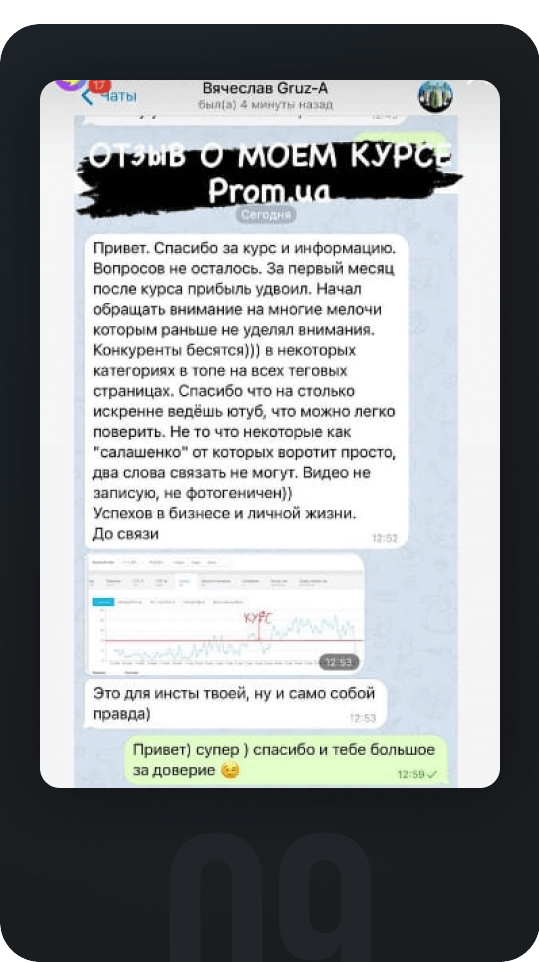 17
Чаты
Вячеслав Gruz-A
был(а) 4 минуты назад
ОТЗЫВ О МОЕМ КУРСЕ
Prom.ua
Сегодня
Привет. Спасибо за курс и информацию.
Вопросов не осталось. За первый месяц
после курса прибыль удвоил. Начал
обращать внимание на многие мелочи
которым раньше не уделял внимания.
Конкуренты бесятся))) в некоторых
категориях в топе на всех теговых
страницах. Спасибо что на столько
искренне ведёшь ютуб, что можно легко
поверить. Не то что некоторые как
"салашенко" от которых воротит просто,
два слова связать не могут. Видео не
записую, не фотогеничен))
Успехов в бизнесе и личной жизни.
До связи
12:52
КУРС
12:53
Это для инсты твоей, ну и само собой
правда)
12:53
Привет) супер ) спасибо и тебе большое
за доверие
12:59
09